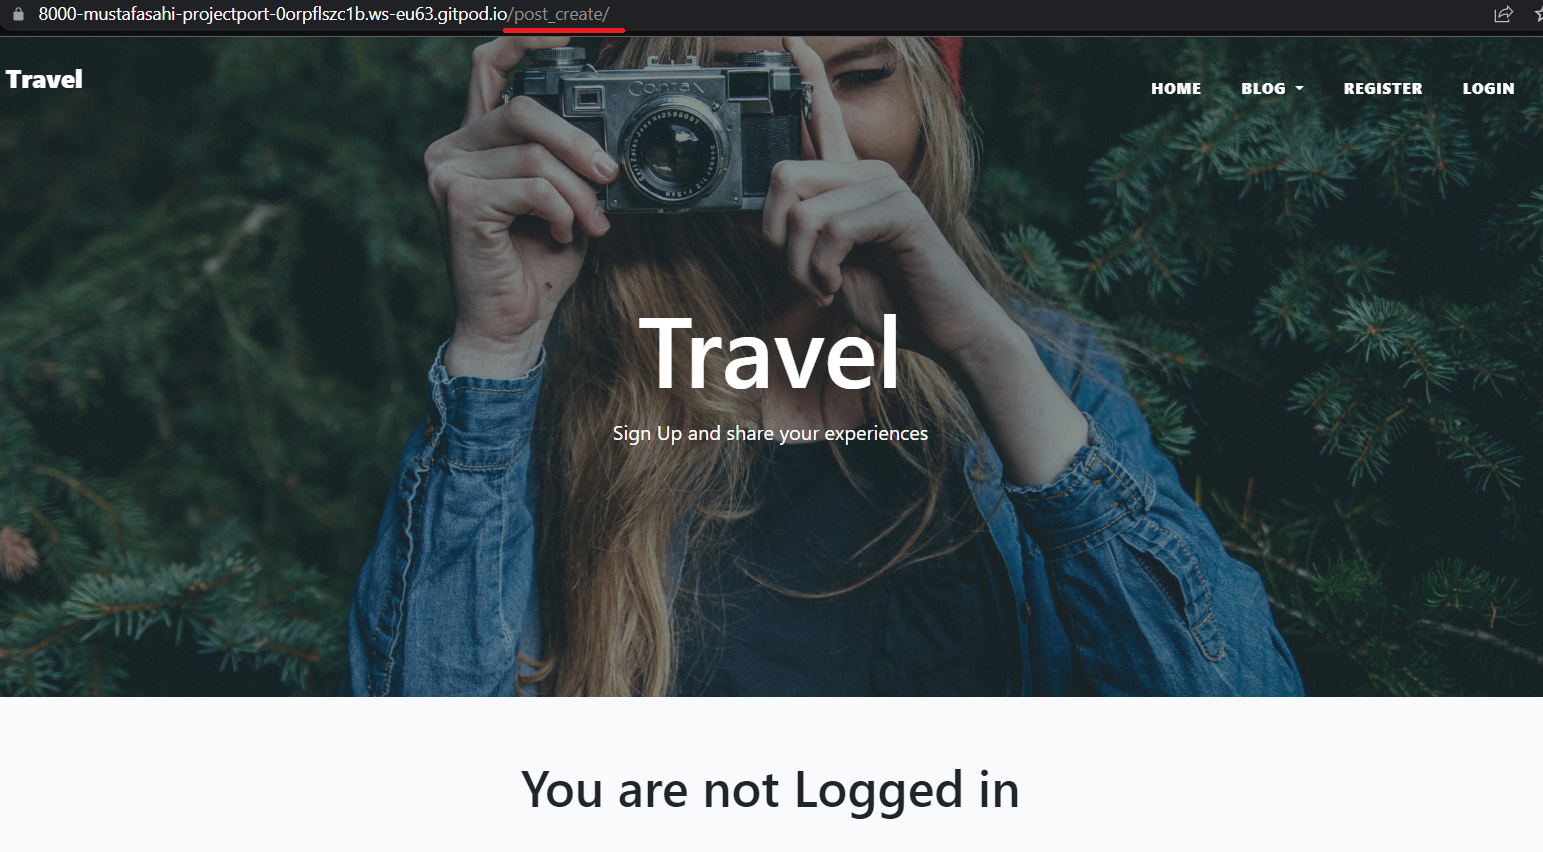 8000-mustafasahi-projectport-0orpflszc1b.ws-eu63.gitpod.io/post_create/
Travel
HOME BLOG REGISTER LOGIN
Contax
Travel
Sign Up and share your experiences
You are not Logged in